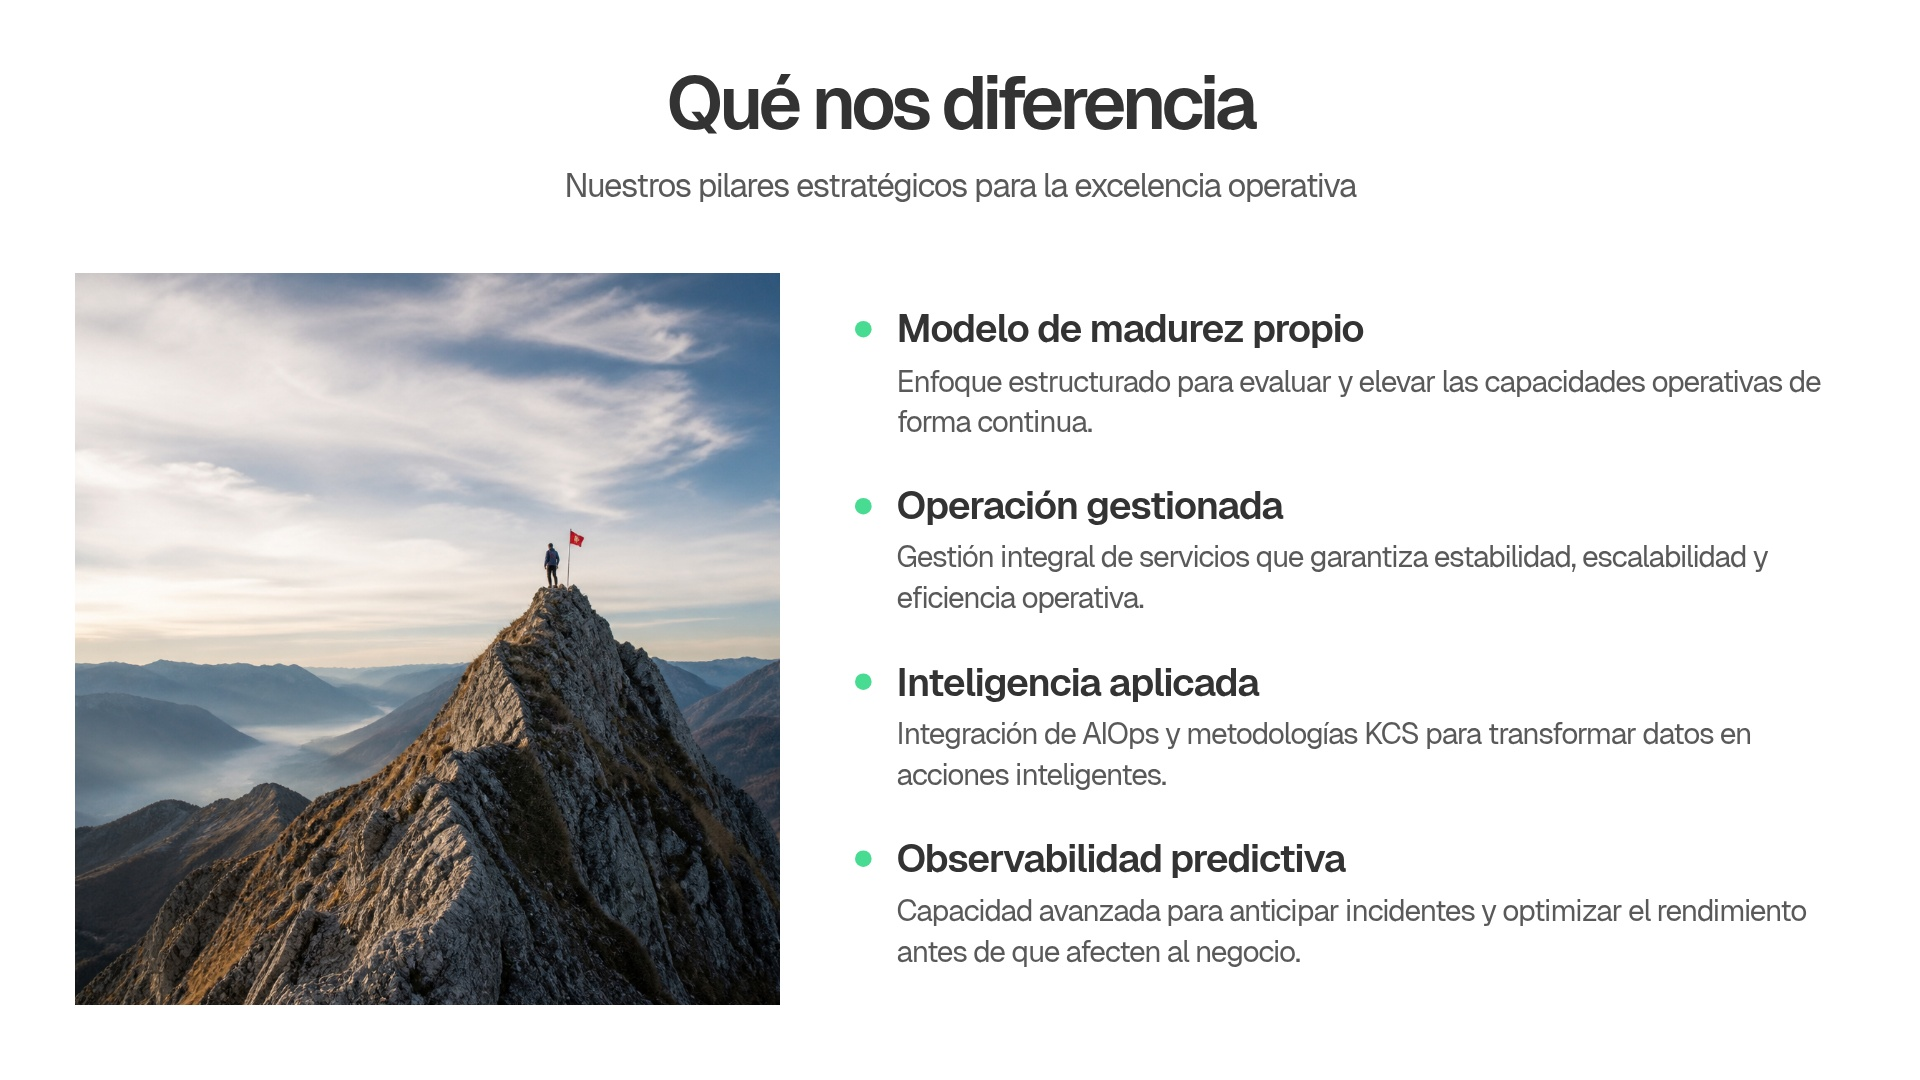 Qué nos diferencia
Nuestros pilares estratégicos para la excelencia operativa
Modelo de madurez propio
Enfoque estructurado para evaluar y elevar las capacidades operativas de
forma continua.
Operación gestionada
Gestión integral de servicios que garantiza estabilidad, escalabilidad y
eficiencia operativa.
Inteligencia aplicada
Integración de AIOps y metodologías KCS para transformar datos en
acciones inteligentes.
Observabilidad predictiva
Capacidad avanzada para anticipar incidentes y optimizar el rendimiento
antes de que afecten al negocio.